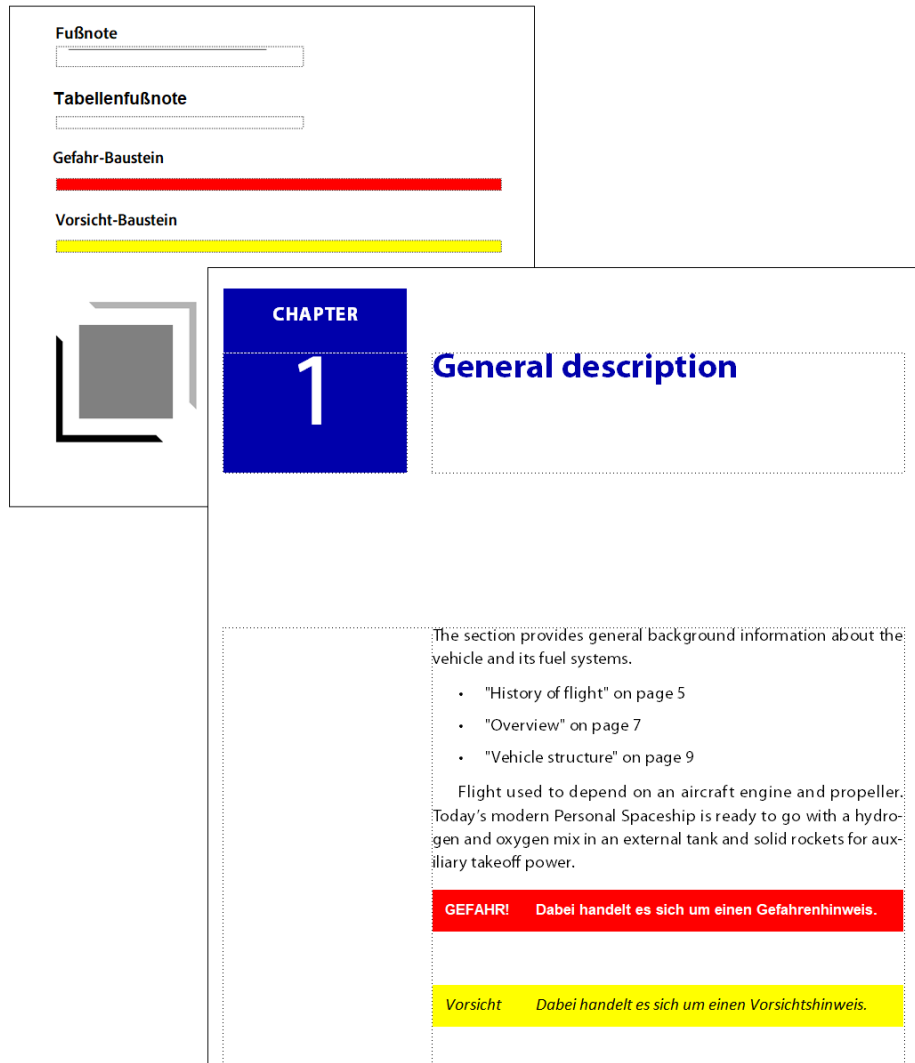 Fußnote
Tabellenfußnote
Gefahr-Baustein
Vorsicht-Baustein
CHAPTER
1
General description
The section provides general background information about the
vehicle and its fuel systems.
• "History of flight" on page 5
• "Overview" on page 7
• "Vehicle structure" on page 9
Flight used to depend on an aircraft engine and propeller.
Today's modern Personal Spaceship is ready to go with a hydro-
gen and oxygen mix in an external tank and solid rockets for aux-
iliary takeoff power.
GEFAHR! Dabei handelt es sich um einen Gefahrenhinweis.
Vorsicht Dabei handelt es sich um einen Vorsichtshinweis.